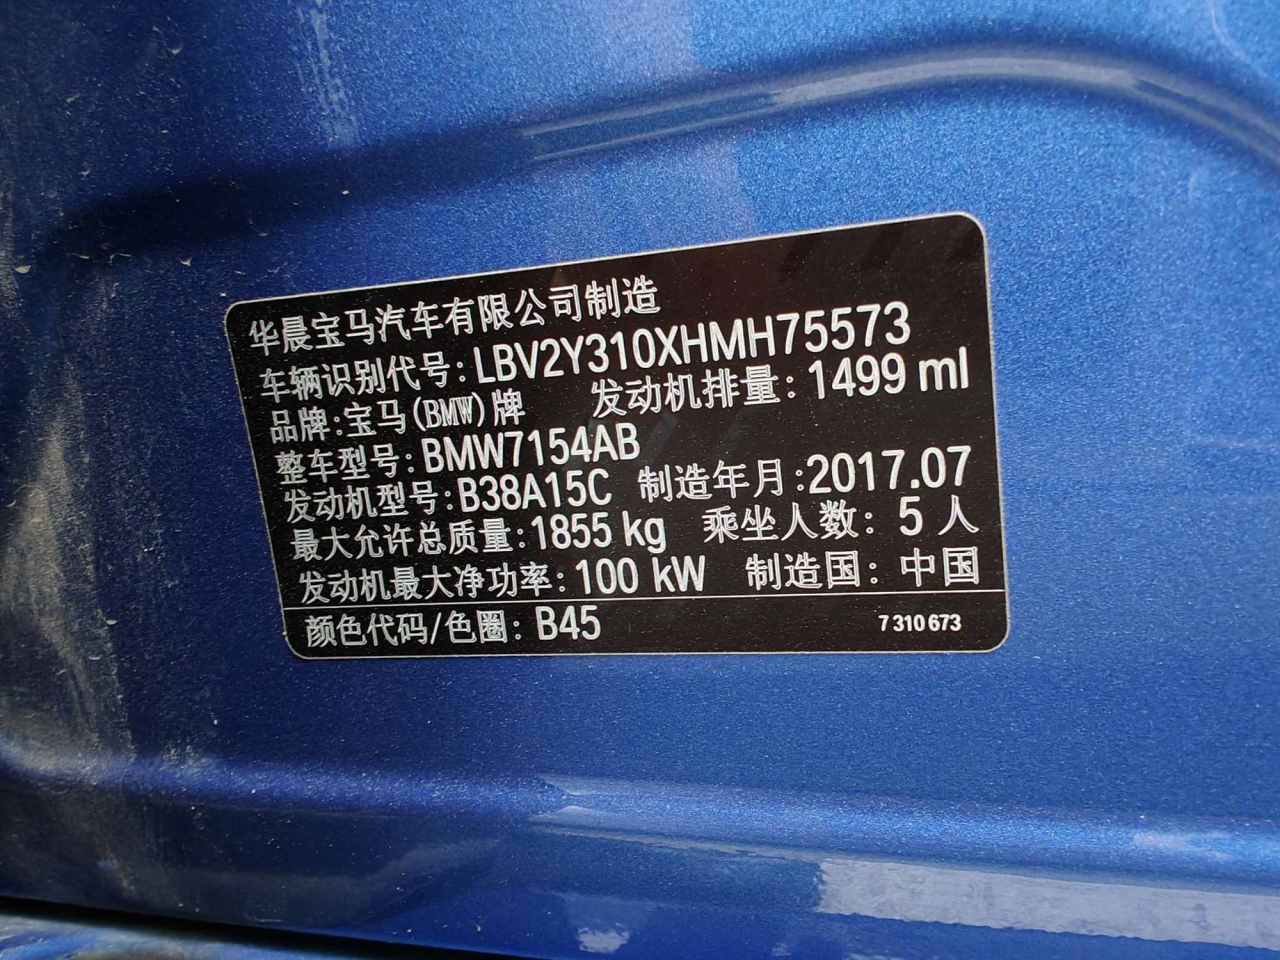 华晨宝马汽车有限公司制造
车辆识别代号: LBV2Y310XHMH75573
品牌:宝马(BMW)牌 发动机排量: 1499 ml
整车型号: BMW7154AB
发动机型号: B38A15C 制造年月: 2017.07
最大允许总质量: 1855 kg 乘坐人数: 5 人
发动机最大净功率: 100 kW 制造国: 中国
颜色代码/色圈: B45 7 310 673